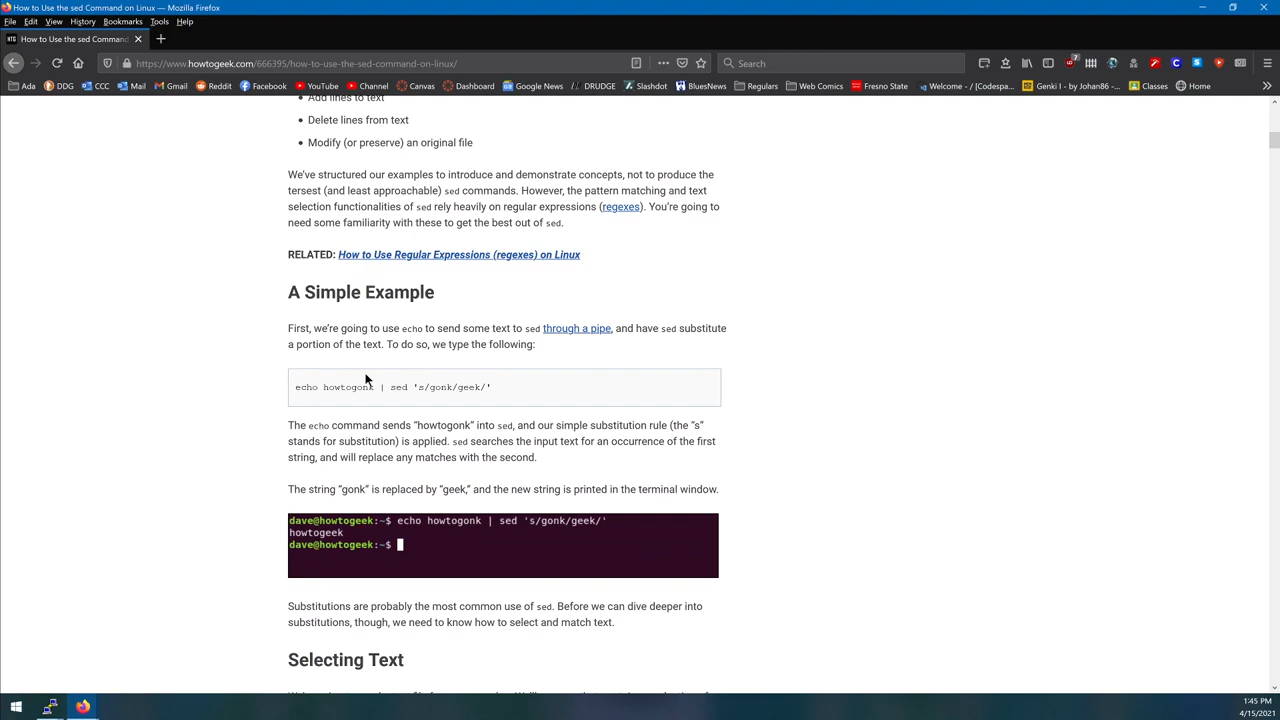 How to Use the sed Command on Linux — Mozilla Firefox
File Edit View History Bookmarks Tools Help
HTG How to Use the sed Command
https://www.howtogeek.com/666395/how-to-use-the-sed-command-on-linux/
Search
Ada DDG CCC Mail Gmail Reddit Facebook YouTube Channel Canvas Dashboard Google News DRUDGE Slashdot BluesNews Regulars Web Comics Fresno State Welcome - / [Codespa... Genki I - by Johan86 -... Classes Home
Add lines to text
Delete lines from text
Modify (or preserve) an original file
We’ve structured our examples to introduce and demonstrate concepts, not to produce the
tersest (and least approachable) sed commands. However, the pattern matching and text
selection functionalities of sed rely heavily on regular expressions (regexes). You’re going to
need some familiarity with these to get the best out of sed.
RELATED: How to Use Regular Expressions (regexes) on Linux
A Simple Example
First, we’re going to use echo to send some text to sed through a pipe, and have sed substitute
a portion of the text. To do so, we type the following:
echo howtogonk | sed 's/gonk/geek/'
The echo command sends “howtogonk” into sed, and our simple substitution rule (the “s”
stands for substitution) is applied. sed searches the input text for an occurrence of the first
string, and will replace any matches with the second.
The string “gonk” is replaced by “geek,” and the new string is printed in the terminal window.
dave@howtogeek:~$ echo howtogonk | sed 's/gonk/geek/'
howtogeek
dave@howtogeek:~$
Substitutions are probably the most common use of sed. Before we can dive deeper into
substitutions, though, we need to know how to select and match text.
Selecting Text
1:45 PM
4/15/2021